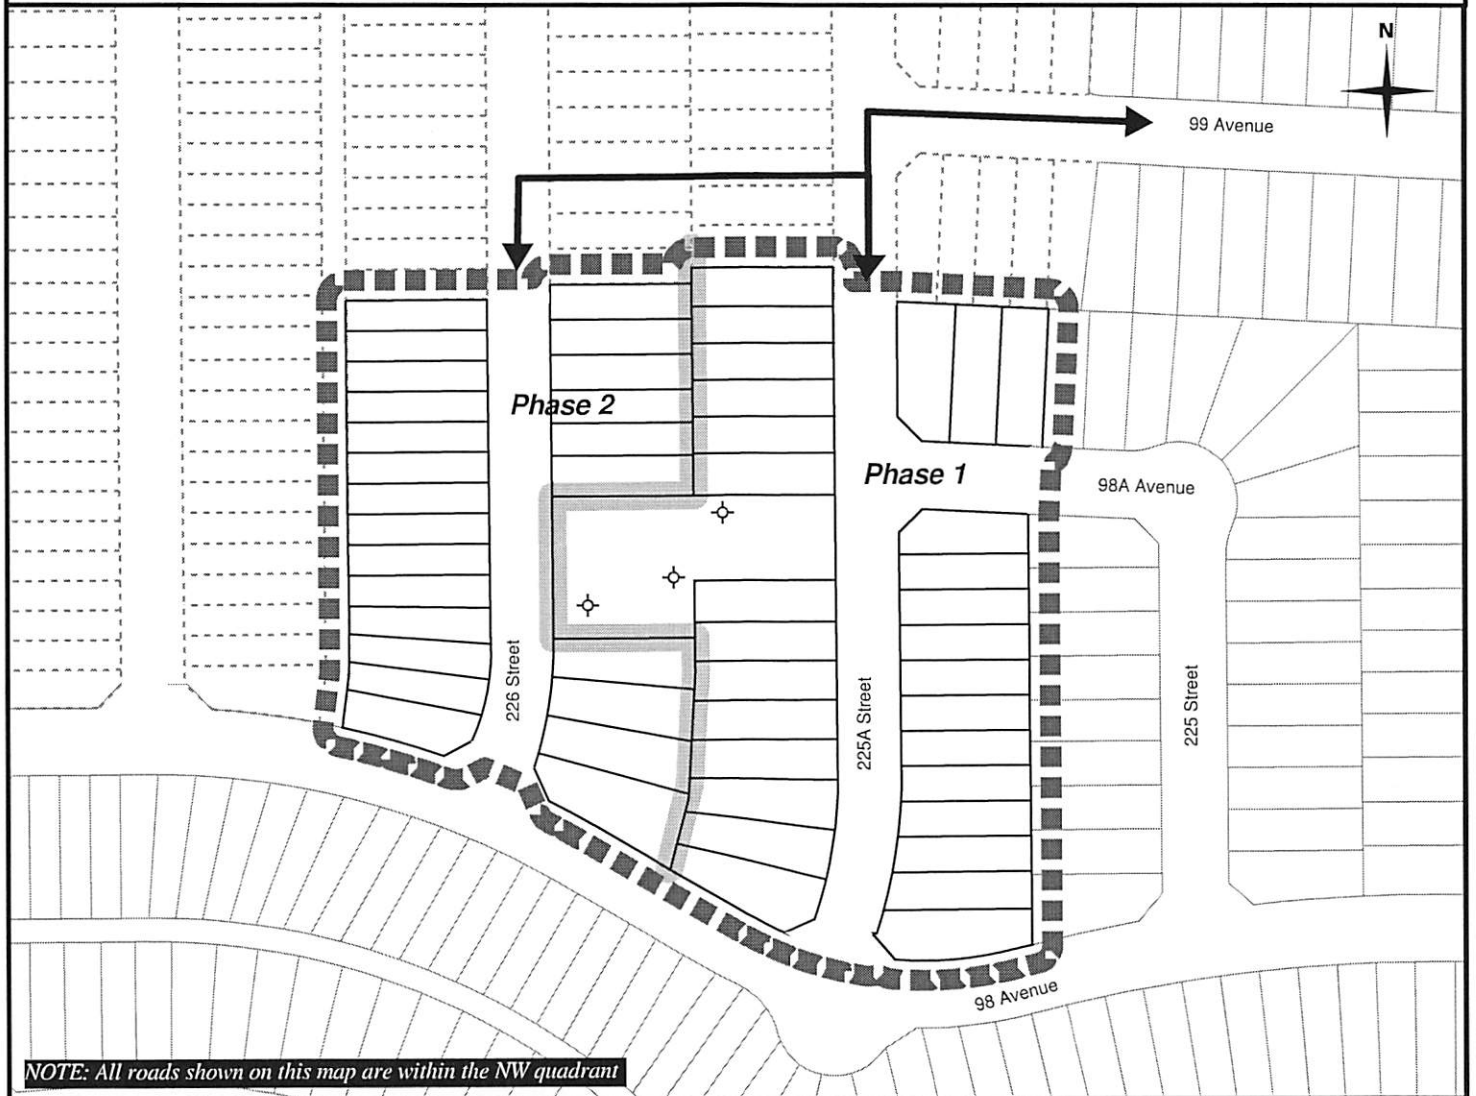 N
99 Avenue
Phase 2
Phase 1
98A Avenue
226 Street
225A Street
225 Street
98 Avenue
NOTE: All roads shown on this map are within the NW quadrant